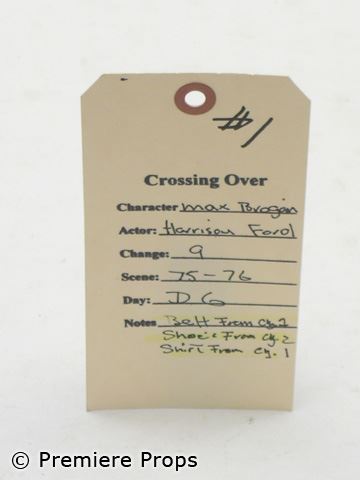 #1
Crossing Over
Character Max Brogan
Actor: Harrison Ford
Change: 9
Scene: 75-76
Day: D6
Notes Belt From Cg. 2
Shoes From Cg. 2
Shirt From Cg. 1
© Premiere Props